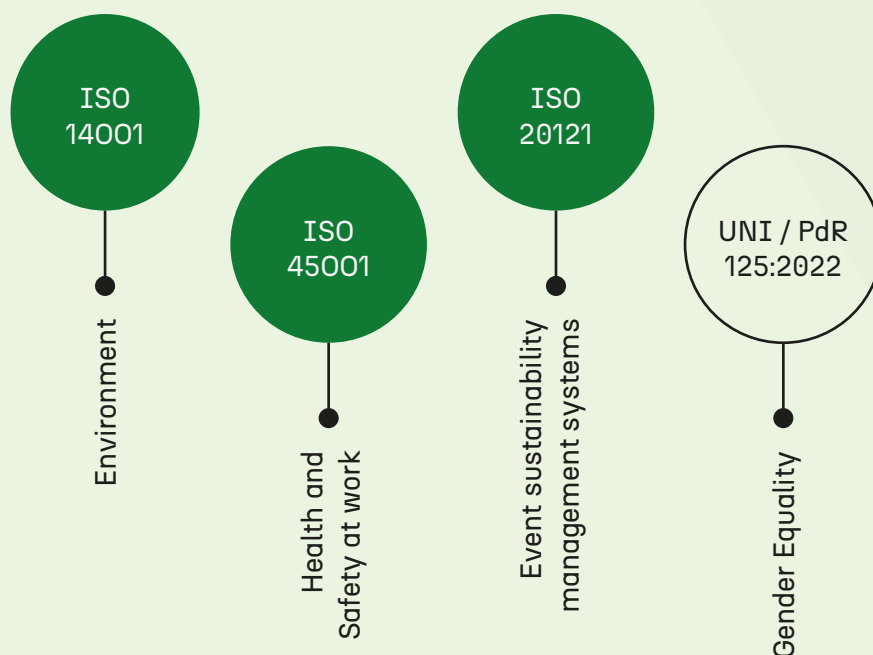 ISO
14001
Environment
ISO
45001
Health and
Safety at work
ISO
20121
Event sustainability
management systems
UNI / PdR
125:2022
Gender Equality